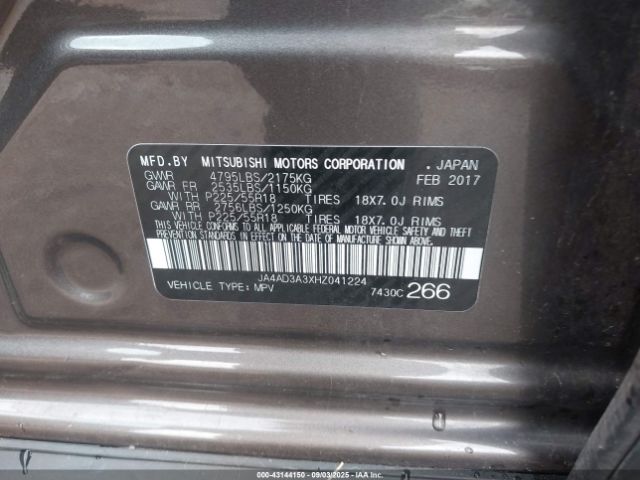 MFD.BY MITSUBISHI MOTORS CORPORATION . JAPAN
GVWR 4795LBS/2175KG FEB 2017
GAWR FR 2535LBS/1150KG
WITH P225/55R18 TIRES 18X7.0J RIMS
GAWR RR 2756LBS/1250KG
WITH P225/55R18 TIRES 18X7.0J RIMS
THIS VEHICLE CONFORMS TO ALL APPLICABLE FEDERAL MOTOR VEHICLE SAFETY AND THEFT
PREVENTION STANDARDS IN EFFECT ON THE DATE OF MANUFACTURE SHOWN ABOVE.
JA4AD3A3XHZ041224
VEHICLE TYPE: MPV 7430C 266
000-43144150 - 09/03/2025 - IAAI.com